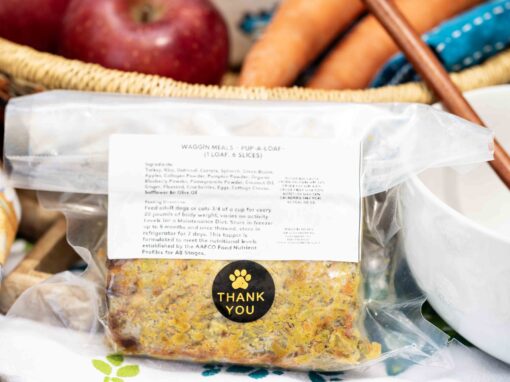 WAGGIN MEALS - PUP-A-LOAF-
(1 LOAF, 6 SLICES)
Ingredients:
Turkey, Rice, Oatmeal, Carrots, Spinach, Green Beans,
Apples, Collagen Powder, Pumpkin Powder, Organic
Blueberry Powder, Pomegranate Powder, Coconut Oil,
Ginger, Flaxseed, Eggs, Cottage Cheese,
Safflower Oil, Olive Oil
Feeding Directions:
Feed adult dogs or cats 3/4 of a cup for every
20 pounds of body weight, varies on activity
Levels for a Maintenance Diet. Store in freezer
up to 6 months and once thawed, store in
refrigerator for 7 days. This topper is
formulated to meet the nutritional levels
established by the AAFCO Food Nutrient
Profiles for All Stages.
THANK
YOU